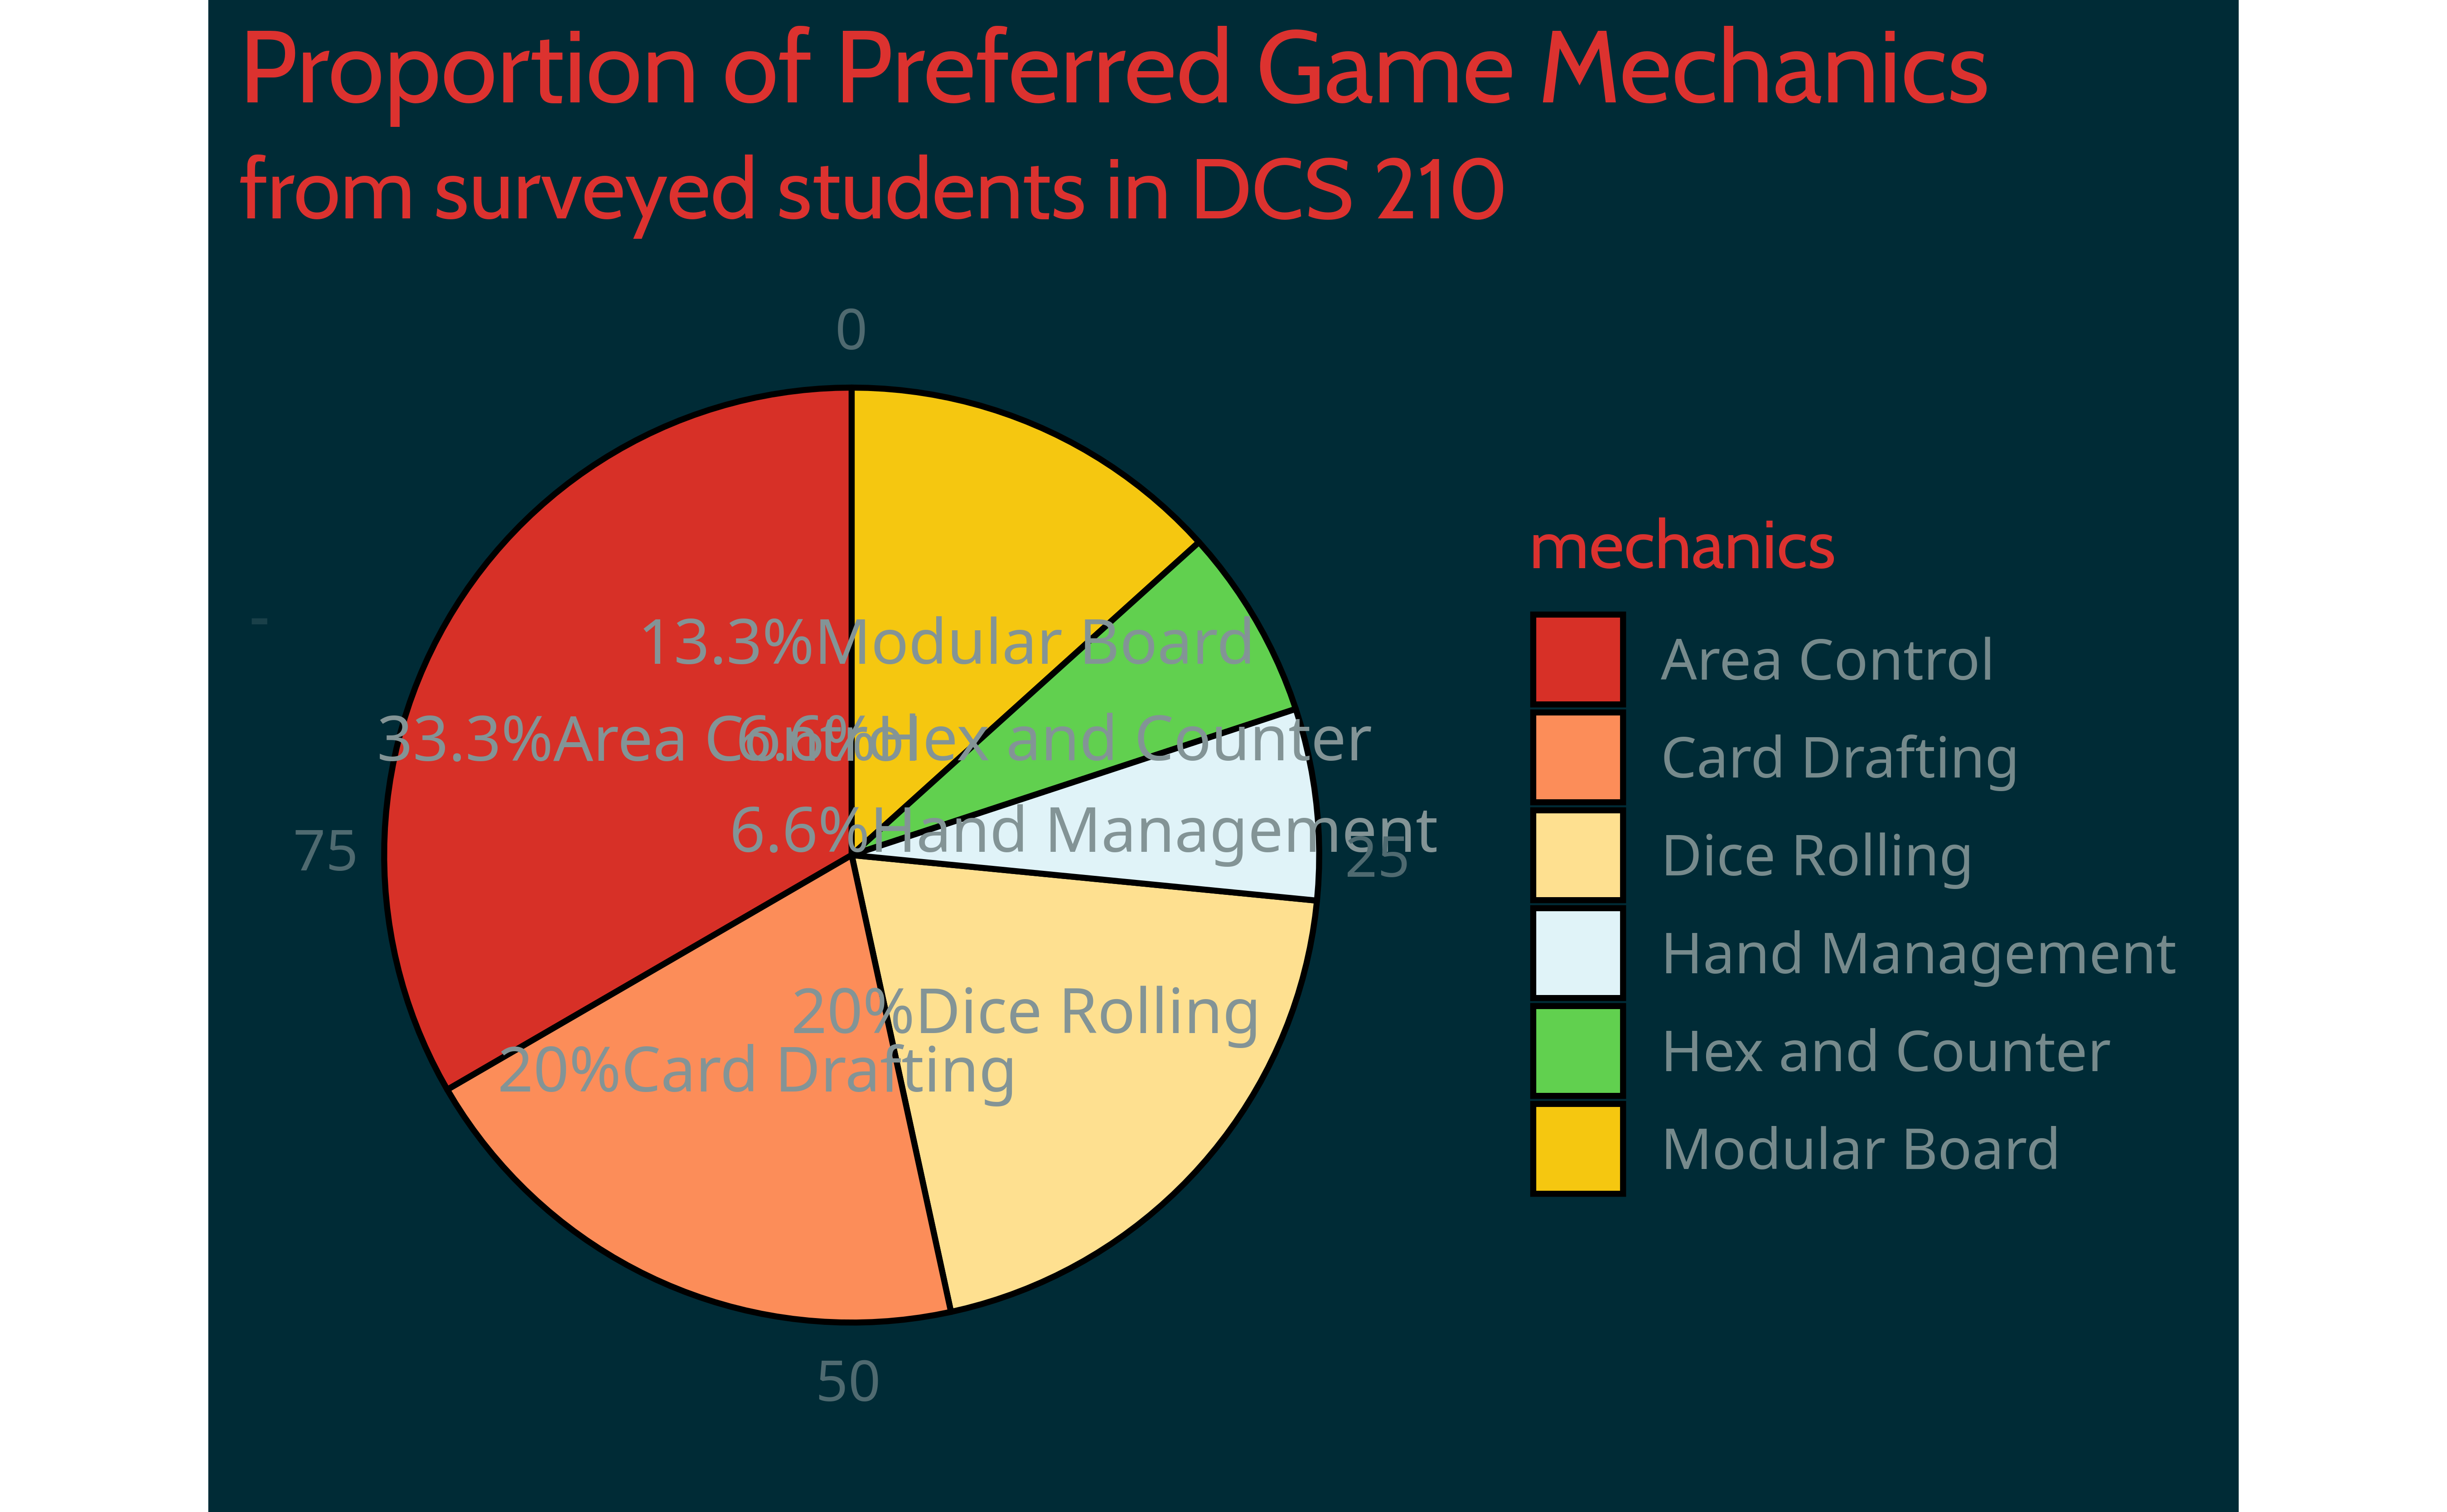 Proportion of Preferred Game Mechanics
from surveyed students in DCS 210
0
-
13.3%Modular Board
33.3%Area Control
6.6%Hex and Counter
6.6%Hand Management
75
25
20%Dice Rolling
20%Card Drafting
50
mechanics
Area Control
Card Drafting
Dice Rolling
Hand Management
Hex and Counter
Modular Board